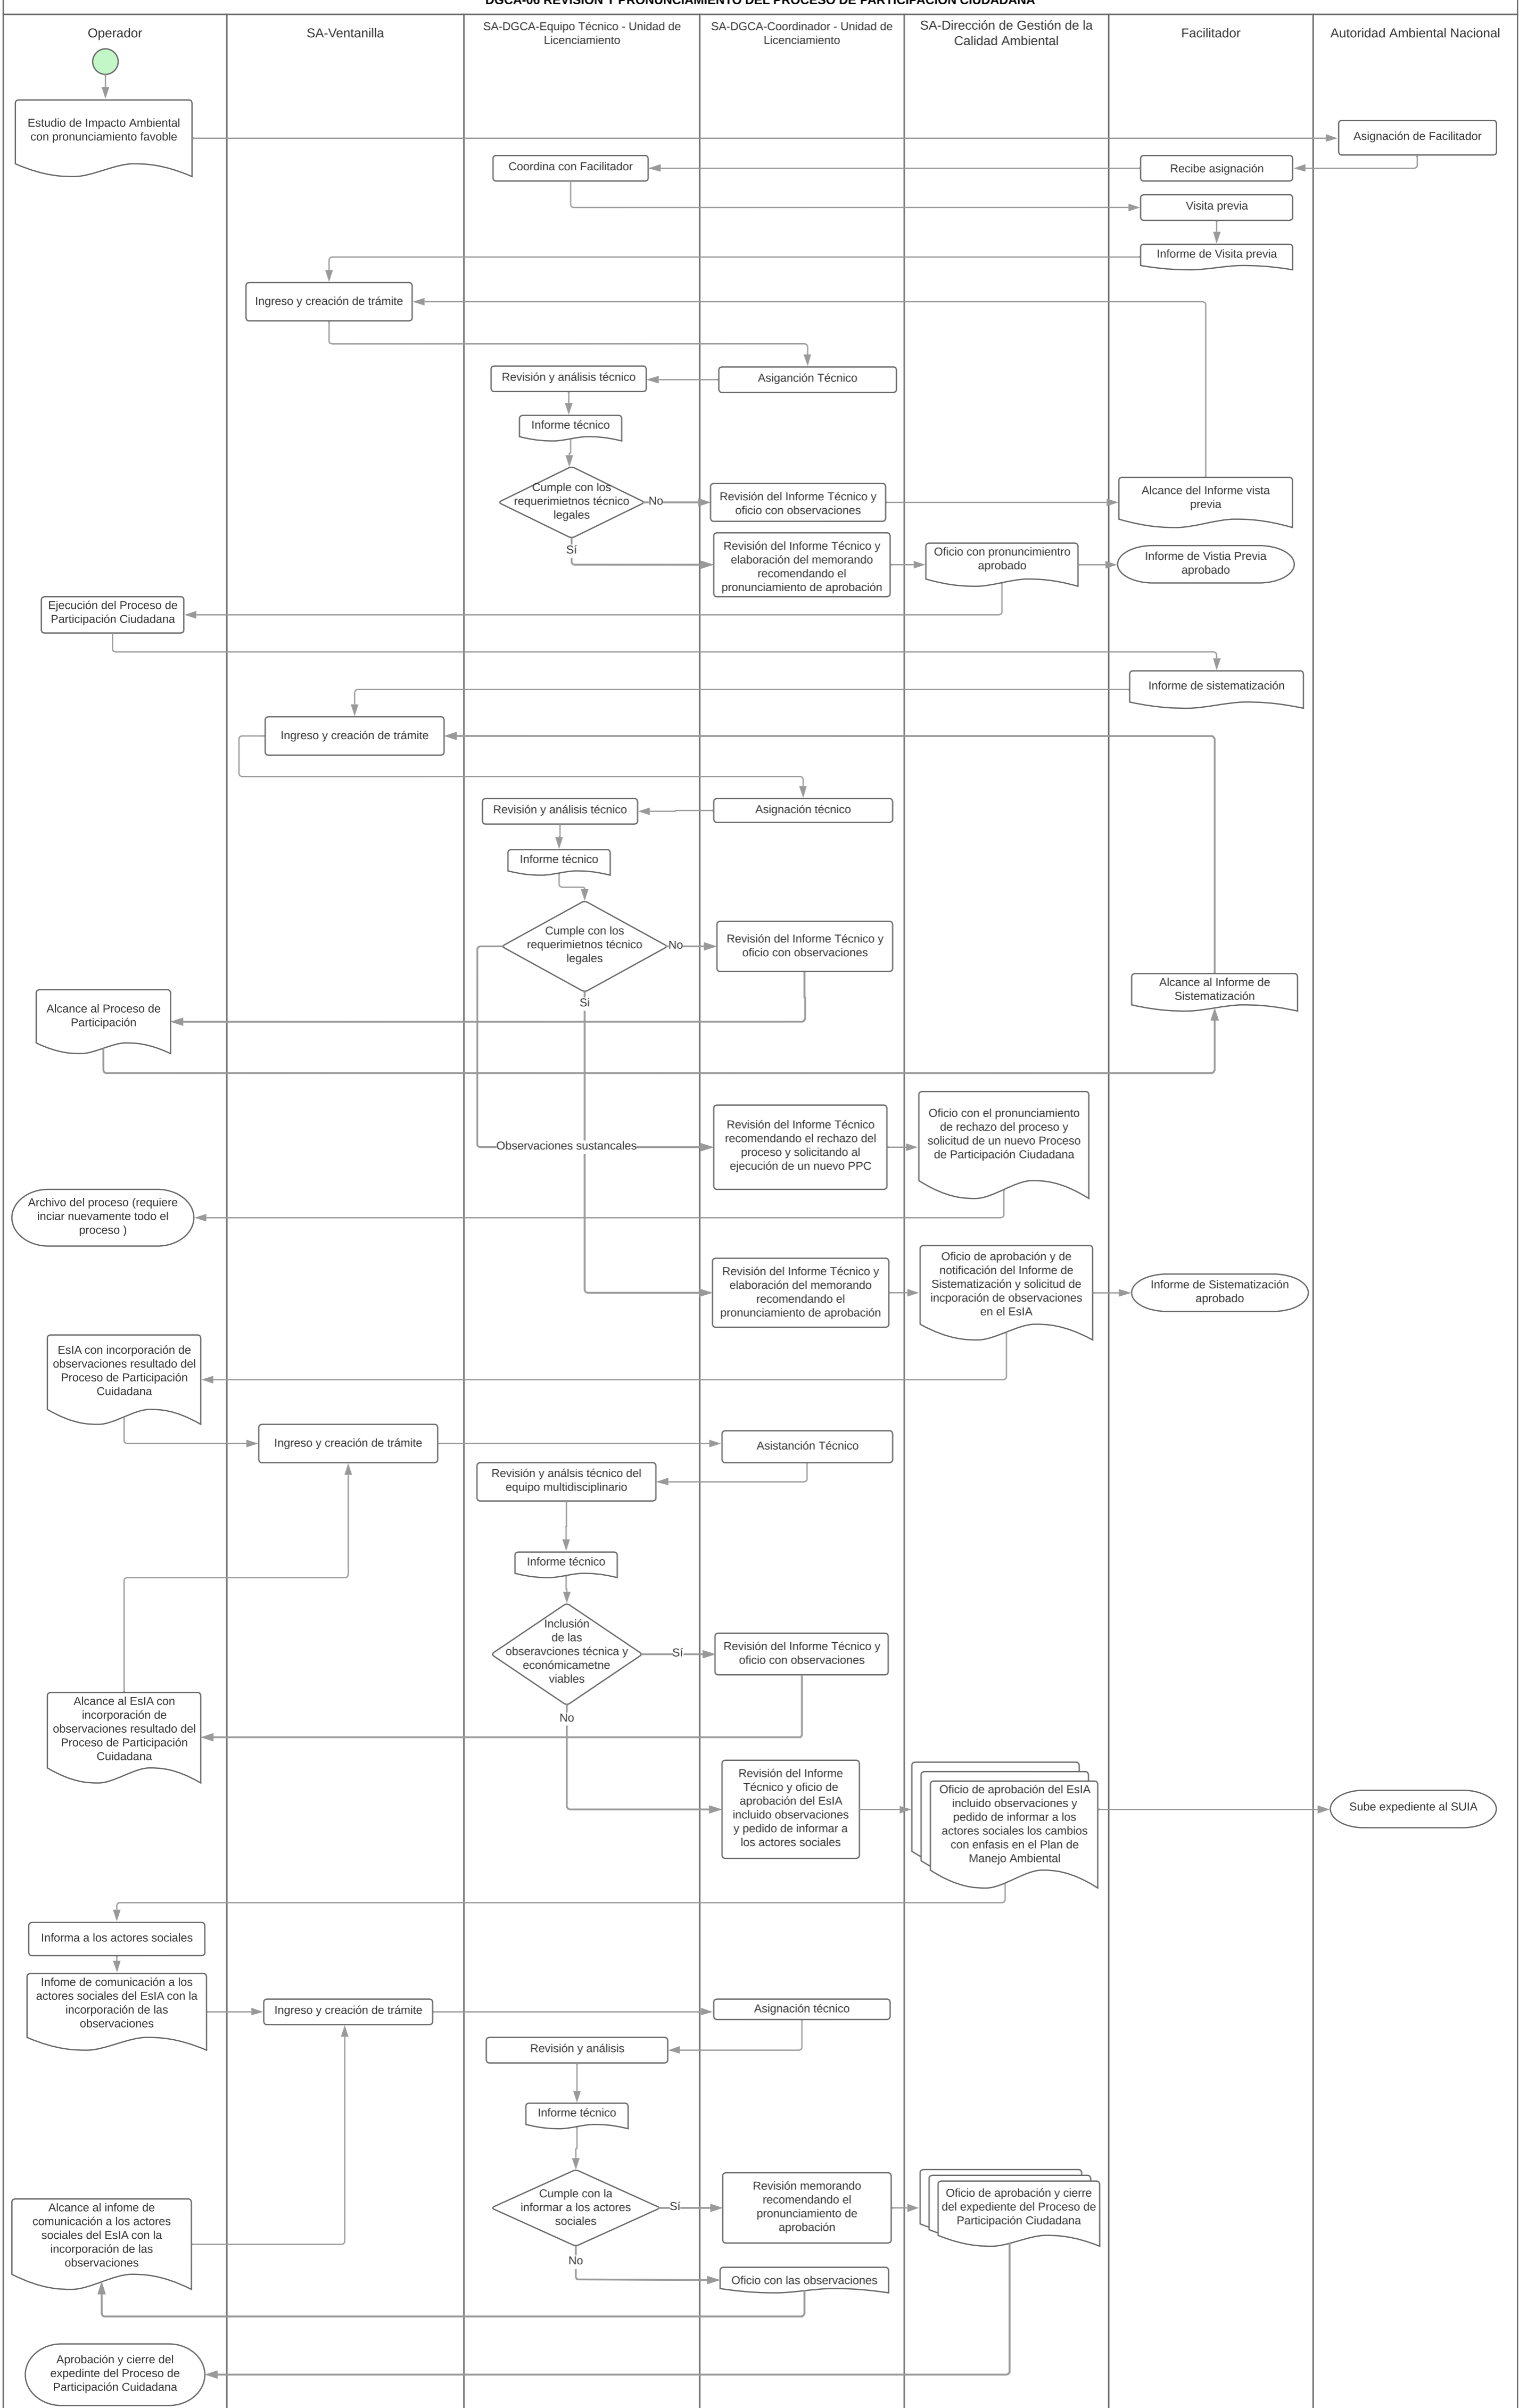 DGCA-06 REVISIÓN Y PRONUNCIAMIENTO DEL PROCESO DE PARTICIPACIÓN CIUDADANA
Operador
SA-Ventanilla
SA-DGCA-Equipo Técnico - Unidad de
Licenciamiento
SA-DGCA-Coordinador - Unidad de
Licenciamiento
SA-Dirección de Gestión de la
Calidad Ambiental
Facilitador
Autoridad Ambiental Nacional
Estudio de Impacto Ambiental
con pronunciamiento favoble
Asignación de Facilitador
Coordina con Facilitador
Recibe asignación
Visita previa
Informe de Visita previa
Ingreso y creación de trámite
Revisión y análisis técnico
Asigанción Técnico
Informe técnico
Cumple con los
requerimietnos técnico
legales
No
Revisión del Informe Técnico y
oficio con observaciones
Alcance del Informe vista
previa
Sí
Revisión del Informe Técnico y
elaboración del memorando
recomendando el
pronunciamiento de aprobación
Oficio con pronuncimientro
aprobado
Informe de Vistia Previa
aprobado
Ejecución del Proceso de
Participación Ciudadana
Informe de sistematización
Ingreso y creación de trámite
Revisión y análisis técnico
Asignación técnico
Informe técnico
Cumple con los
requerimietnos técnico
legales
No
Revisión del Informe Técnico y
oficio con observaciones
Si
Alcance al Informe de
Sistematización
Alcance al Proceso de
Participación
Observaciones sustancales
Revisión del Informe Técnico
recomendando el rechazo del
proceso y solicitando al
ejecución de un nuevo PPC
Oficio con el pronunciamiento
de rechazo del proceso y
solicitud de un nuevo Proceso
de Participación Ciudadana
Archivo del proceso (requiere
inciar nuevamente todo el
proceso )
Revisión del Informe Técnico y
elaboración del memorando
recomendando el
pronunciamiento de aprobación
Oficio de aprobación y de
notificación del Informe de
Sistematización y solicitud de
incporación de observaciones
en el EsIA
Informe de Sistematización
aprobado
EsIA con incorporación de
observaciones resultado del
Proceso de Participación
Cuidadana
Ingreso y creación de trámite
Asistanción Técnico
Revisión y análsis técnico del
equipo multidisciplinario
Informe técnico
Inclusión
de las
obseravciones técnica y
económicametne
viables
Sí
Revisión del Informe Técnico y
oficio con observaciones
No
Alcance al EsIA con
incorporación de
observaciones resultado del
Proceso de Participación
Cuidadana
Revisión del Informe
Técnico y oficio de
aprobación del EsIA
incluido observaciones
y pedido de informar a
los actores sociales
Oficio de aprobación del EsIA
incluido observaciones y
pedido de informar a los
actores sociales los cambios
con enfasis en el Plan de
Manejo Ambiental
Sube expediente al SUIA
Informa a los actores sociales
Infome de comunicación a los
actores sociales del EsIA con la
incorporación de las
observaciones
Ingreso y creación de trámite
Asignación técnico
Revisión y análisis
Informe técnico
Cumple con la
informar a los actores
sociales
Sí
Revisión memorando
recomendando el
pronunciamiento de
aprobación
Oficio de aprobación y cierre
del expediente del Proceso de
Participación Ciudadana
Alcance al infome de
comunicación a los actores
sociales del EsIA con la
incorporación de las
observaciones
No
Oficio con las observaciones
Aprobación y cierre del
expedinte del Proceso de
Participación Cuidadana